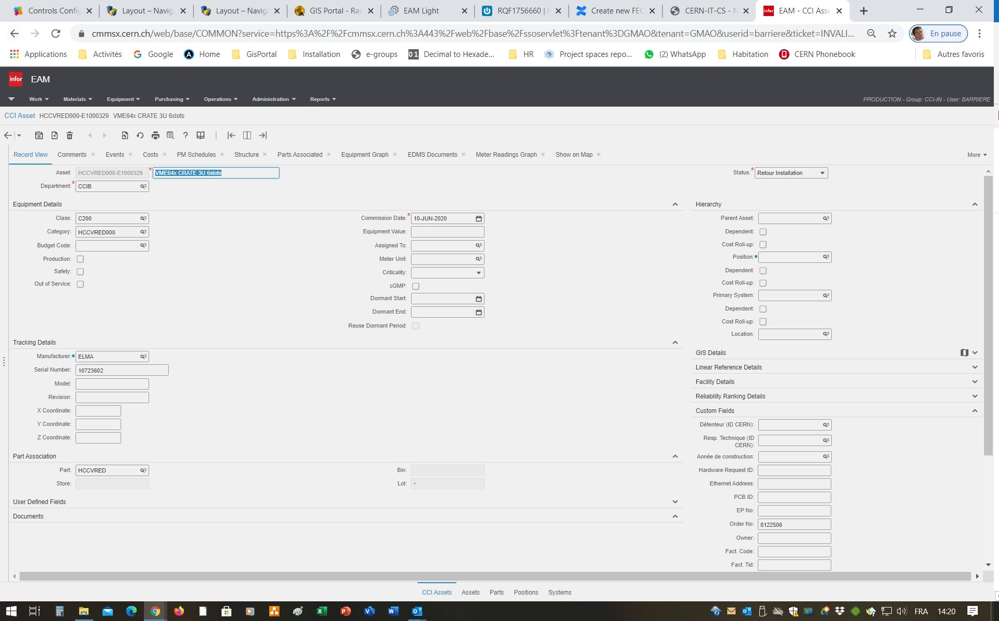 Controls Config
Layout – Naviga
Layout – Naviga
GIS Portal - Rac
EAM Light
RQF1756660 |
Create new FEC
CERN-IT-CS -
EAM - CCI Asse
cmmsx.cern.ch/web/base/COMMON?service=https%3A%2F%2Fcmmsx.cern.ch%3A443%2Fweb%2Fbase%2Fssoservlet%3Ftenant%3DGMAO&tenant=GMAO&userid=barriere&ticket=INVALI...
En pause
Applications
Activités
Google
Home
GisPortal
Installation
e-groups
Decimal to Hexade...
HR
Project spaces repo...
(2) WhatsApp
Habitation
CERN Phonebook
Autres favoris
infor EAM
Work Materials Equipment Purchasing Operations Administration Reports
PRODUCTION - Group: CCI-IN - User: BARRIERE
CCI Asset HCCVRED000-E1000329 VME64x CRATE 3U 6slots
Record View Comments Events Costs PM Schedules Structure Parts Associated Equipment Graph EDMS Documents Meter Readings Graph Show on Map More
Asset: HCCVRED000-E1000329 * VME64x CRATE 3U 6slots
Status: * Retour Installation
Department: * CCIB
Equipment Details
Class: C200
Category: HCCVRED000
Budget Code:
Production:
Safety:
Out of Service:
Commission Date: * 10-JUN-2020
Equipment Value:
Assigned To:
Meter Unit:
Criticality:
cGMP:
Dormant Start:
Dormant End:
Reuse Dormant Period:
Hierarchy
Parent Asset:
Dependent:
Cost Roll-up:
Position:
Dependent:
Cost Roll-up:
Primary System:
Dependent:
Cost Roll-up:
Location:
Tracking Details
Manufacturer: ELMA
Serial Number: 10723602
Model:
Revision:
X Coordinate:
Y Coordinate:
Z Coordinate:
GIS Details
Linear Reference Details
Facility Details
Reliability Ranking Details
Custom Fields
Détenteur (ID CERN):
Resp. Technique (ID
CERN):
Année de construction:
Hardware Request ID:
Ethernet Address:
PCB ID:
EP No:
Order No: 8122506
Owner:
Fact. Code:
Fact. Tid:
Part Association
Part: HCCVRED
Store:
Bin:
Lot: *
User Defined Fields
Documents
CCI Assets Assets Parts Positions Systems
FRA 14:20